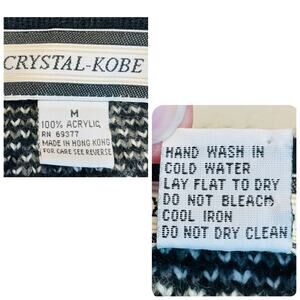 CRYSTAL-KOBE
M
100% ACRYLIC
RN 69377
MADE IN HONG KONG
FOR CARE SEE REVERSE
HAND WASH IN
COLD WATER
LAY FLAT TO DRY
DO NOT BLEACH
COOL IRON
DO NOT DRY CLEAN